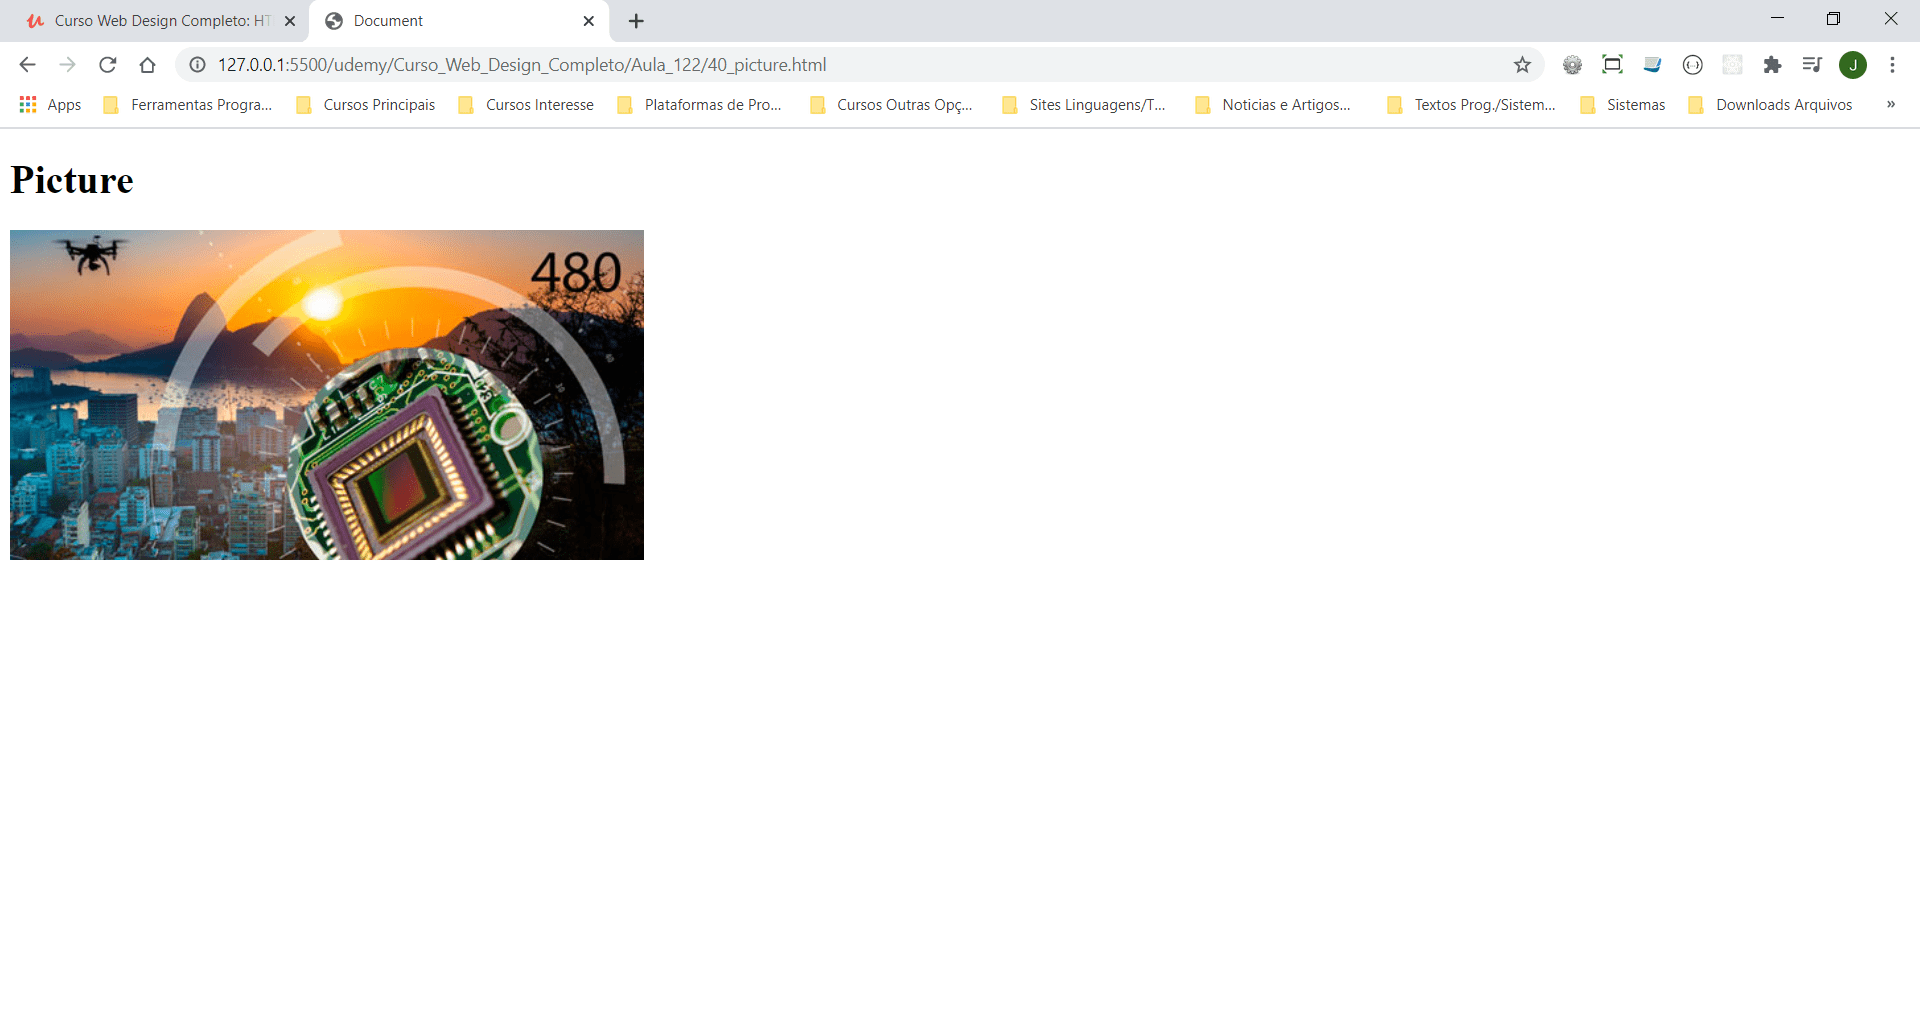 Curso Web Design Completo: HT
Document
127.0.0.1:5500/udemy/Curso_Web_Design_Completo/Aula_122/40_picture.html
J
Apps
Ferramentas Progra...
Cursos Principais
Cursos Interesse
Plataformas de Pro...
Cursos Outras Opç...
Sites Linguagens/T...
Noticias e Artigos...
Textos Prog./Sistem...
Sistemas
Downloads Arquivos
»
Picture
480